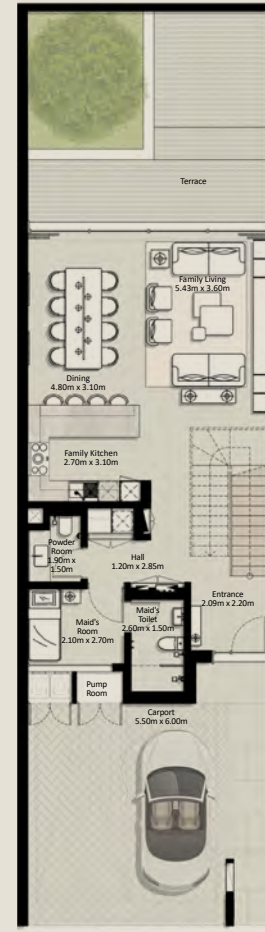 Terrace
Family Living
5.43m x 3.60m
Dining
4.80m x 3.10m
Family Kitchen
2.70m x 3.10m
Powder
Room
1.90m x
1.50m
Hall
1.20m x 2.85m
Maid's
Room
2.10m x 2.70m
Maid's
Toilet
2.60m x 1.50m
Entrance
2.09m x 2.20m
Pump
Room
Carport
5.50m x 6.00m